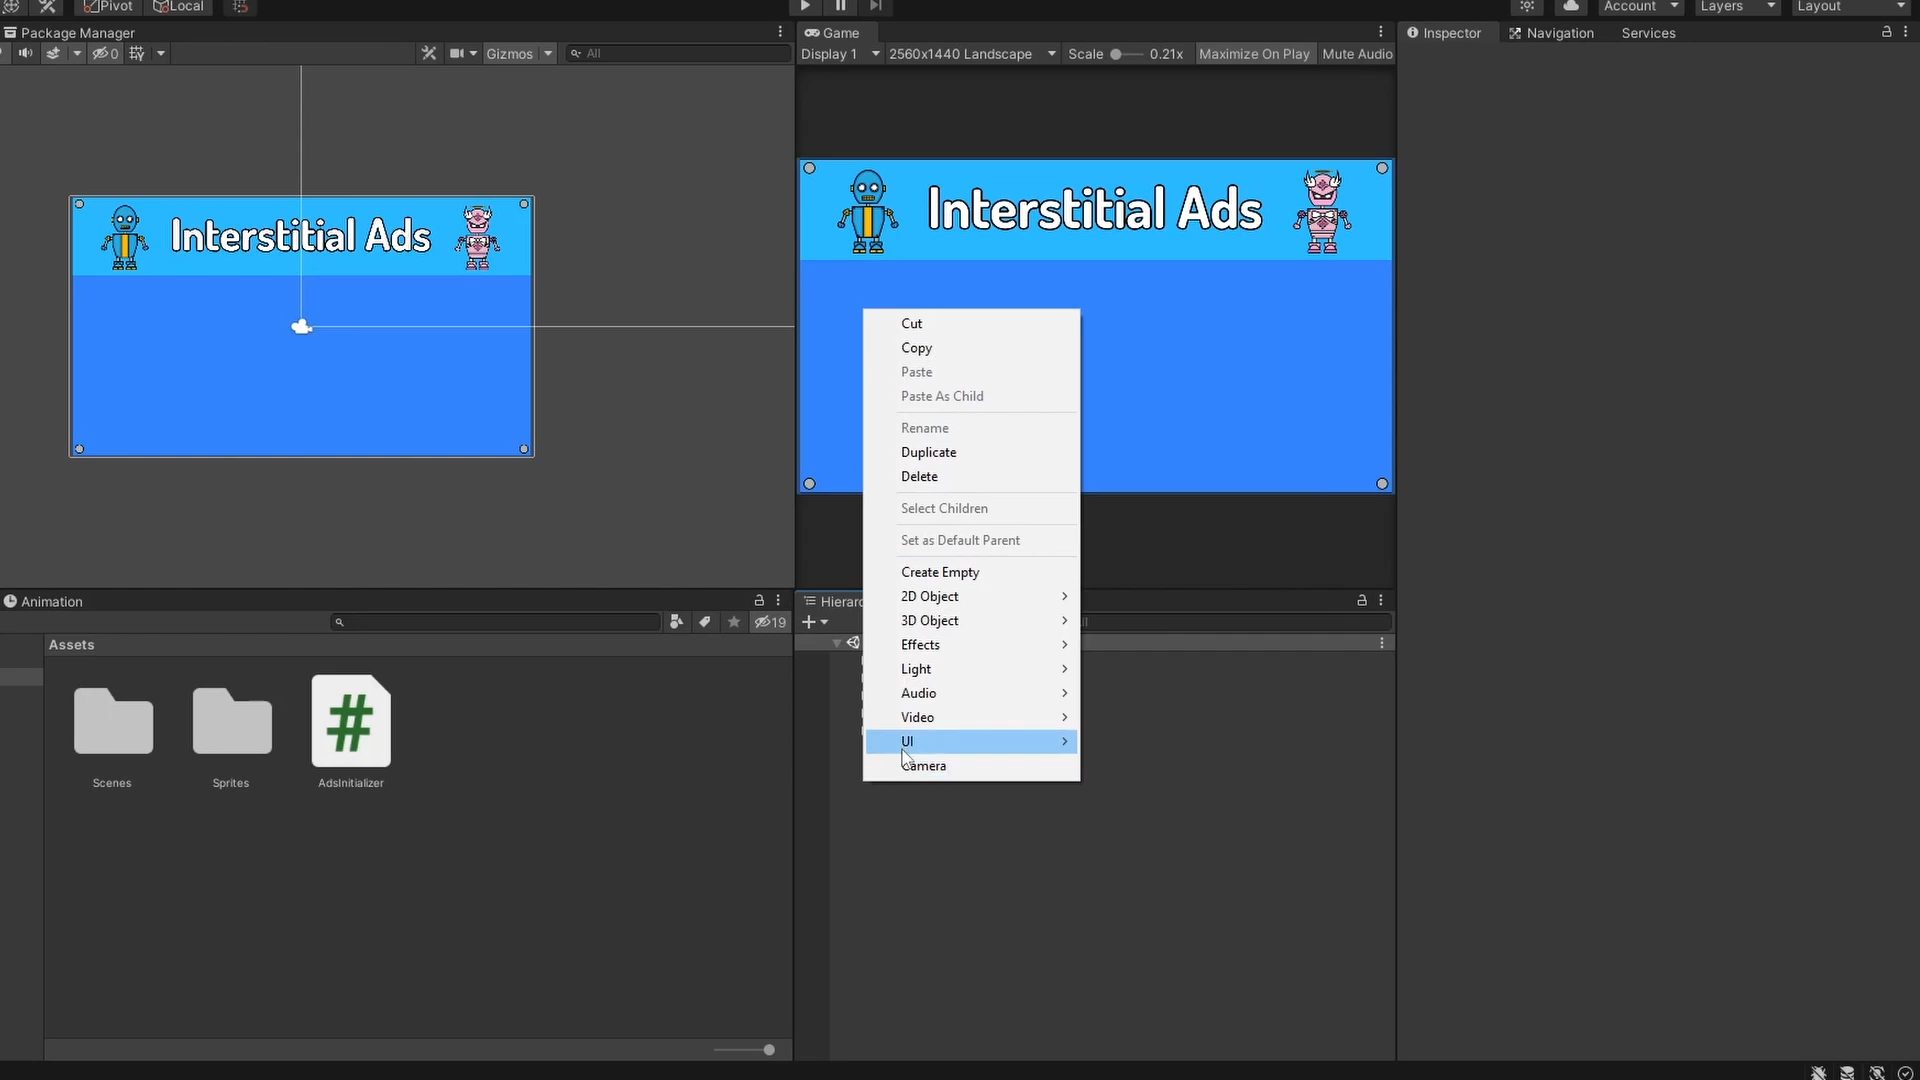 Pivot
Local
Account
Layers
Layout
Package Manager
Game
Inspector
Navigation
Services
0
Gizmos
All
Display 1
2560x1440 Landscape
Scale
0.21x
Maximize On Play
Mute Audio
Interstitial Ads
Interstitial Ads
Cut
Copy
Paste
Paste As Child
Rename
Duplicate
Delete
Select Children
Set as Default Parent
Create Empty
2D Object
3D Object
Effects
Light
Audio
Video
UI
Camera
Animation
19
Hierarc
Assets
Scenes
Sprites
AdsInitializer